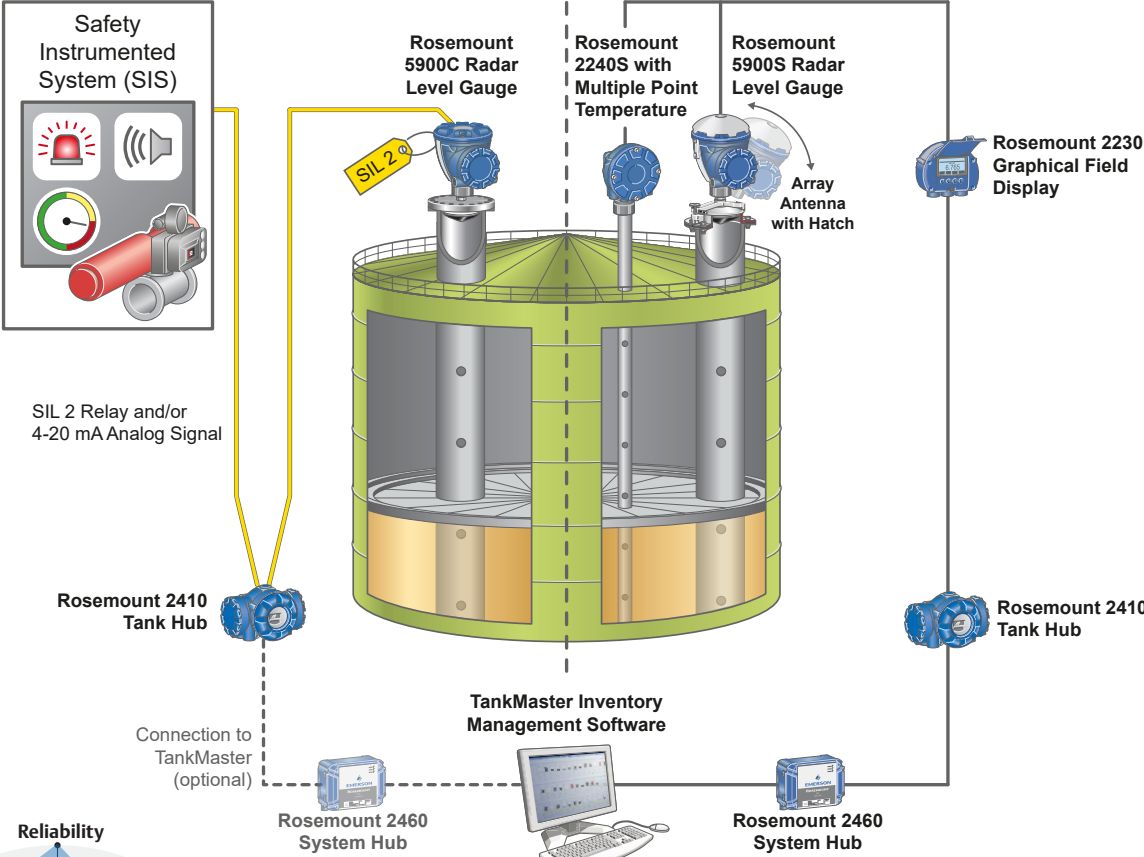 Safety
Instrumented
System (SIS)
Rosemount
5900C Radar
Level Gauge
Rosemount
2240S with
Multiple Point
Temperature
Rosemount
5900S Radar
Level Gauge
SIL 2
Array
Antenna
with Hatch
Rosemount 2230
Graphical Field
Display
SIL 2 Relay and/or
4-20 mA Analog Signal
Rosemount 2410
Tank Hub
Rosemount 2410
Tank Hub
TankMaster Inventory
Management Software
Connection to
TankMaster
(optional)
EMERSON
EMERSON
Rosemount 2460
System Hub
Rosemount 2460
System Hub
Reliability